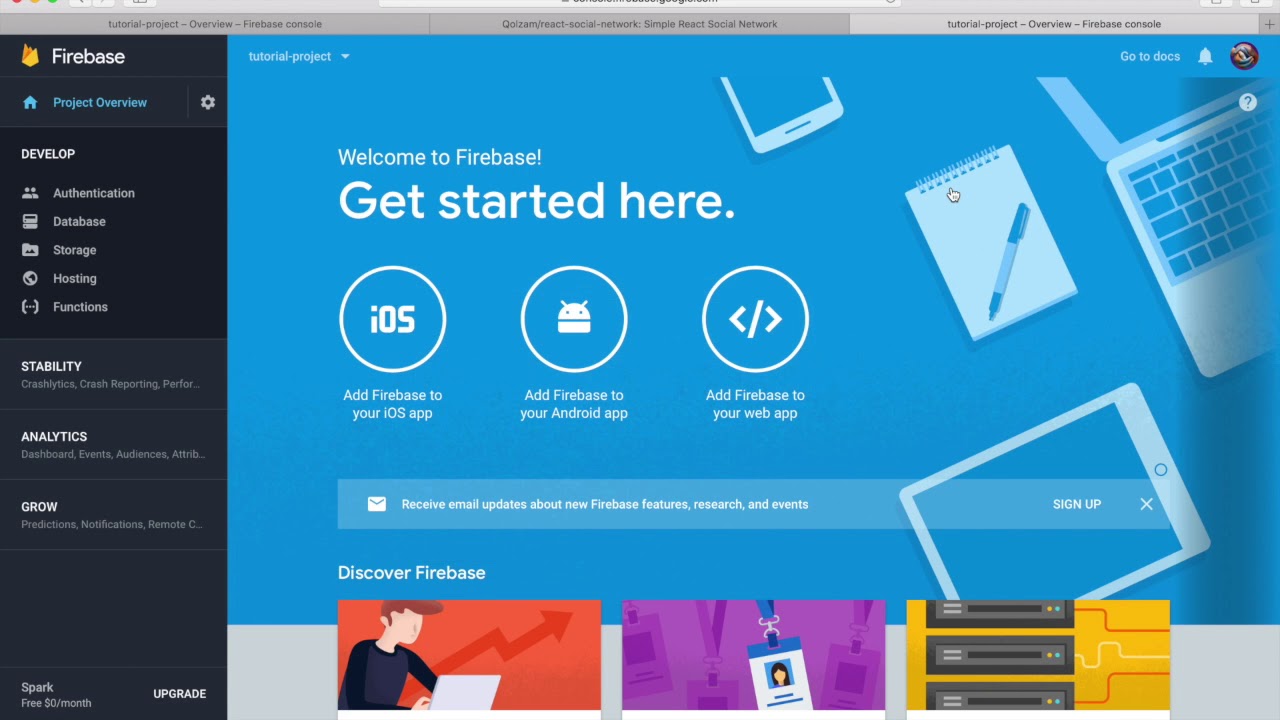 console.firebase.google.com
tutorial-project – Overview – Firebase console
Qolzam/react-social-network: Simple React Social Network
tutorial-project – Overview – Firebase console
Firebase
tutorial-project
Go to docs
Project Overview
?
DEVELOP
Authentication
Database
Storage
Hosting
Functions
STABILITY
Crashlytics, Crash Reporting, Perfor...
ANALYTICS
Dashboard, Events, Audiences, Attrib...
GROW
Predictions, Notifications, Remote C...
Spark
Free $0/month
UPGRADE
Welcome to Firebase!
Get started here.
iOS
</>
Add Firebase to
your iOS app
Add Firebase to
your Android app
Add Firebase to
your web app
Receive email updates about new Firebase features, research, and events
SIGN UP
Discover Firebase